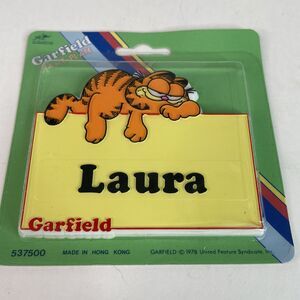 Garfield
Laura
Garfield
537500
MADE IN HONG KONG
GARFIELD © 1978 United Feature Syndicate, Inc.